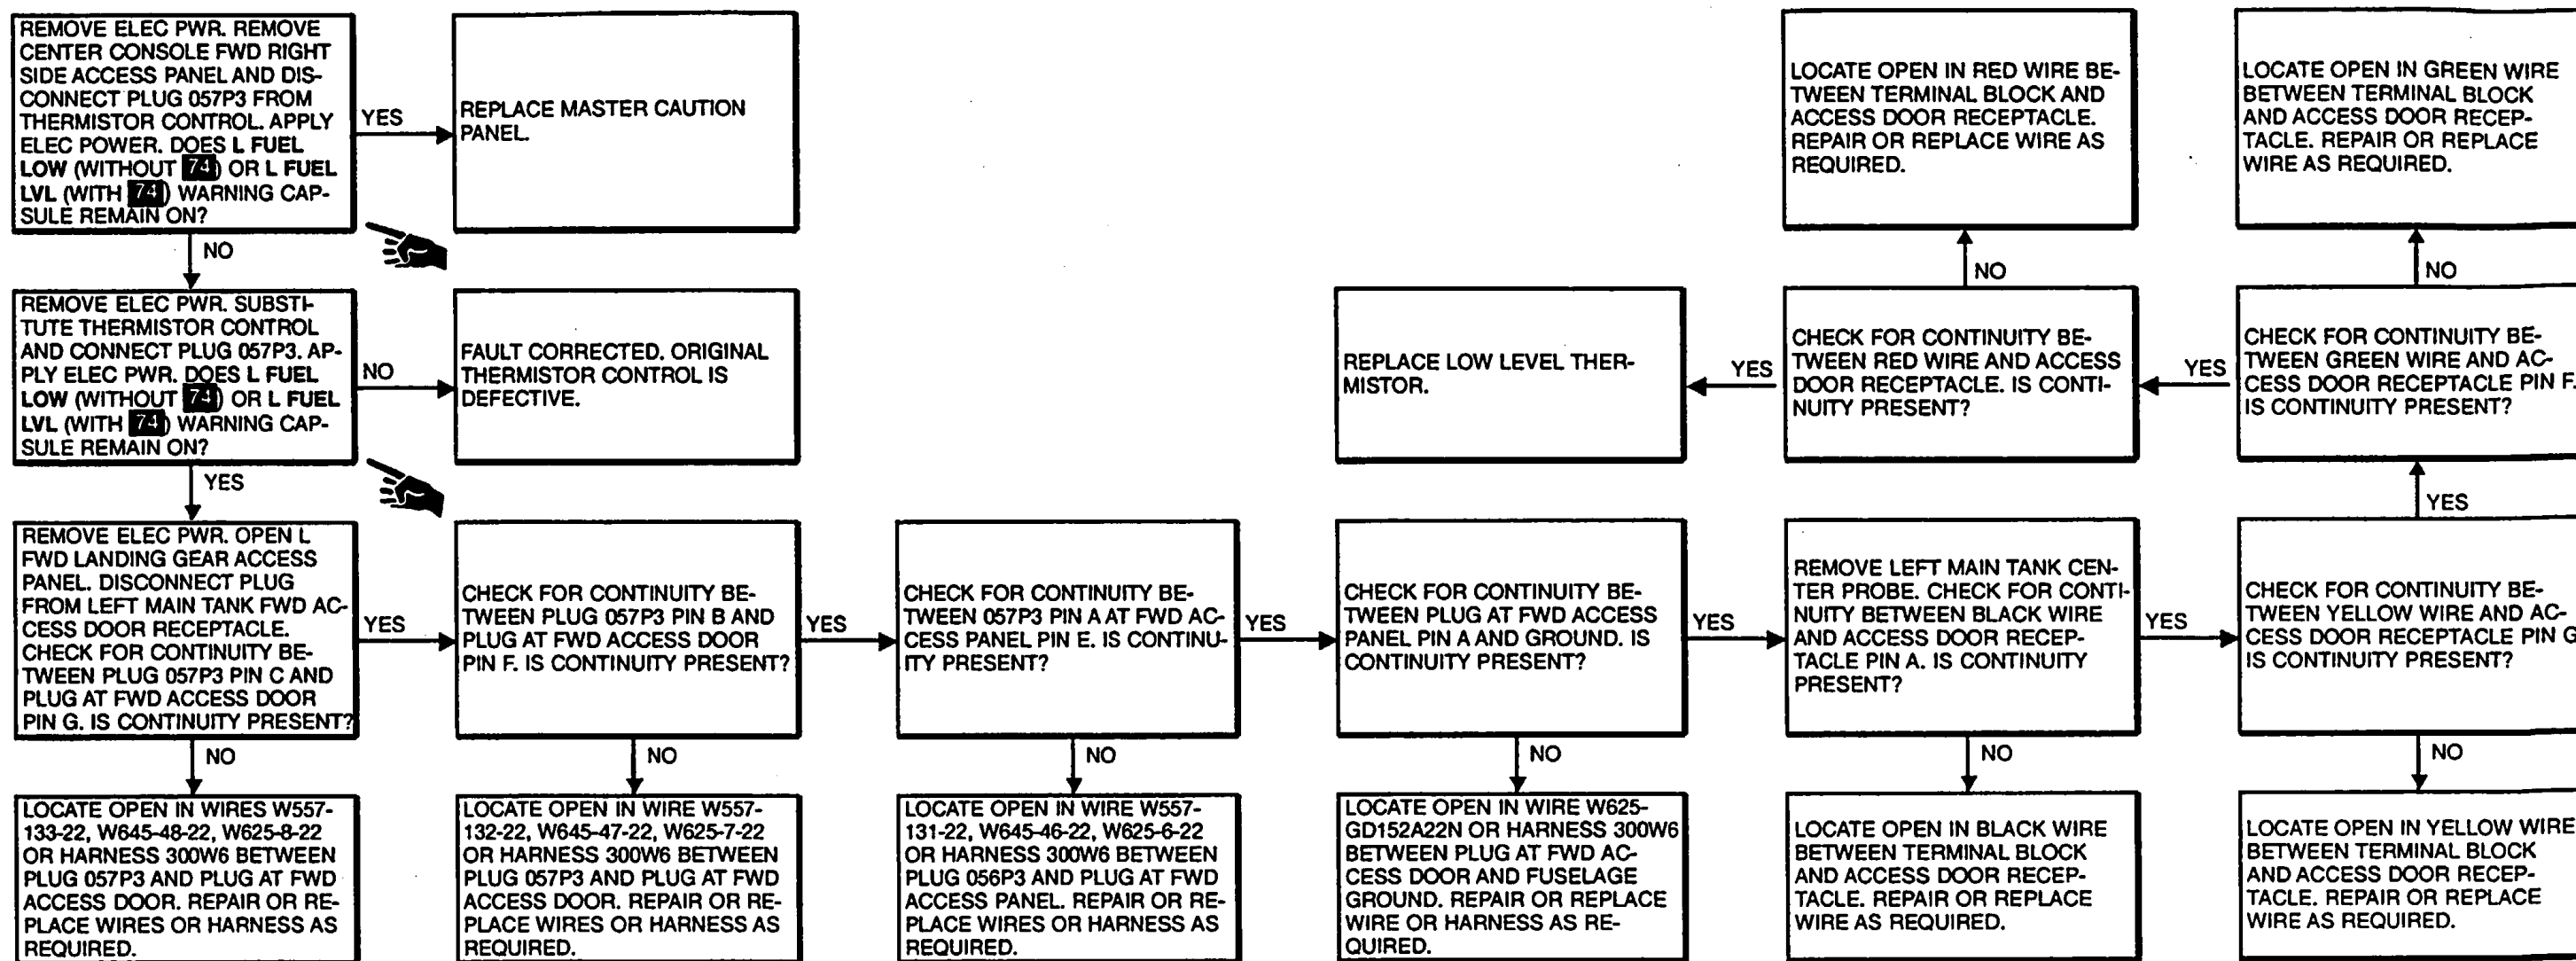 REMOVE ELEC PWR. REMOVE
CENTER CONSOLE FWD RIGHT
SIDE ACCESS PANEL AND DIS-
CONNECT PLUG 057P3 FROM
THERMISTOR CONTROL. APPLY
ELEC POWER. DOES L FUEL
LOW (WITHOUT 74) OR L FUEL
LVL (WITH 74) WARNING CAP-
SULE REMAIN ON?
YES
REPLACE MASTER CAUTION
PANEL.
LOCATE OPEN IN RED WIRE BE-
TWEEN TERMINAL BLOCK AND
ACCESS DOOR RECEPTACLE.
REPAIR OR REPLACE WIRE AS
REQUIRED.
LOCATE OPEN IN GREEN WIRE
BETWEEN TERMINAL BLOCK
AND ACCESS DOOR RECEP-
TACLE. REPAIR OR REPLACE
WIRE AS REQUIRED.
NO
NO
NO
REMOVE ELEC PWR. SUBSTI-
TUTE THERMISTOR CONTROL
AND CONNECT PLUG 057P3. AP-
PLY ELEC PWR. DOES L FUEL
LOW (WITHOUT 74) OR L FUEL
LVL (WITH 74) WARNING CAP-
SULE REMAIN ON?
NO
FAULT CORRECTED. ORIGINAL
THERMISTOR CONTROL IS
DEFECTIVE.
REPLACE LOW LEVEL THER-
MISTOR.
YES
CHECK FOR CONTINUITY BE-
TWEEN RED WIRE AND ACCESS
DOOR RECEPTACLE. IS CONTI-
NUITY PRESENT?
YES
CHECK FOR CONTINUITY BE-
TWEEN GREEN WIRE AND AC-
CESS DOOR RECEPTACLE PIN F.
IS CONTINUITY PRESENT?
YES
YES
REMOVE ELEC PWR. OPEN L
FWD LANDING GEAR ACCESS
PANEL. DISCONNECT PLUG
FROM LEFT MAIN TANK FWD AC-
CESS DOOR RECEPTACLE.
CHECK FOR CONTINUITY BE-
TWEEN PLUG 057P3 PIN C AND
PLUG AT FWD ACCESS DOOR
PIN G. IS CONTINUITY PRESENT?
YES
CHECK FOR CONTINUITY BE-
TWEEN PLUG 057P3 PIN B AND
PLUG AT FWD ACCESS DOOR
PIN F. IS CONTINUITY PRESENT?
YES
CHECK FOR CONTINUITY BE-
TWEEN 057P3 PIN A AT FWD AC-
CESS PANEL PIN E. IS CONTINU-
ITY PRESENT?
YES
CHECK FOR CONTINUITY BE-
TWEEN PLUG AT FWD ACCESS
PANEL PIN A AND GROUND. IS
CONTINUITY PRESENT?
YES
REMOVE LEFT MAIN TANK CEN-
TER PROBE. CHECK FOR CONTI-
NUITY BETWEEN BLACK WIRE
AND ACCESS DOOR RECEP-
TACLE PIN A. IS CONTINUITY
PRESENT?
YES
CHECK FOR CONTINUITY BE-
TWEEN YELLOW WIRE AND AC-
CESS DOOR RECEPTACLE PIN G
IS CONTINUITY PRESENT?
NO
NO
NO
NO
NO
NO
LOCATE OPEN IN WIRES W557-
133-22, W645-48-22, W625-8-22
OR HARNESS 300W6 BETWEEN
PLUG 057P3 AND PLUG AT FWD
ACCESS DOOR. REPAIR OR RE-
PLACE WIRES OR HARNESS AS
REQUIRED.
LOCATE OPEN IN WIRE W557-
132-22, W645-47-22, W625-7-22
OR HARNESS 300W6 BETWEEN
PLUG 057P3 AND PLUG AT FWD
ACCESS DOOR. REPAIR OR RE-
PLACE WIRES OR HARNESS AS
REQUIRED.
LOCATE OPEN IN WIRE W557-
131-22, W645-46-22, W625-6-22
OR HARNESS 300W6 BETWEEN
PLUG 056P3 AND PLUG AT FWD
ACCESS PANEL. REPAIR OR RE-
PLACE WIRES OR HARNESS AS
REQUIRED.
LOCATE OPEN IN WIRE W625-
GD152A22N OR HARNESS 300W6
BETWEEN PLUG AT FWD AC-
CESS DOOR AND FUSELAGE
GROUND. REPAIR OR REPLACE
WIRE OR HARNESS AS RE-
QUIRED.
LOCATE OPEN IN BLACK WIRE
BETWEEN TERMINAL BLOCK
AND ACCESS DOOR RECEP-
TACLE. REPAIR OR REPLACE
WIRE AS REQUIRED.
LOCATE OPEN IN YELLOW WIRE
BETWEEN TERMINAL BLOCK
AND ACCESS DOOR RECEP-
TACLE. REPAIR OR REPLACE
WIRE AS REQUIRED.